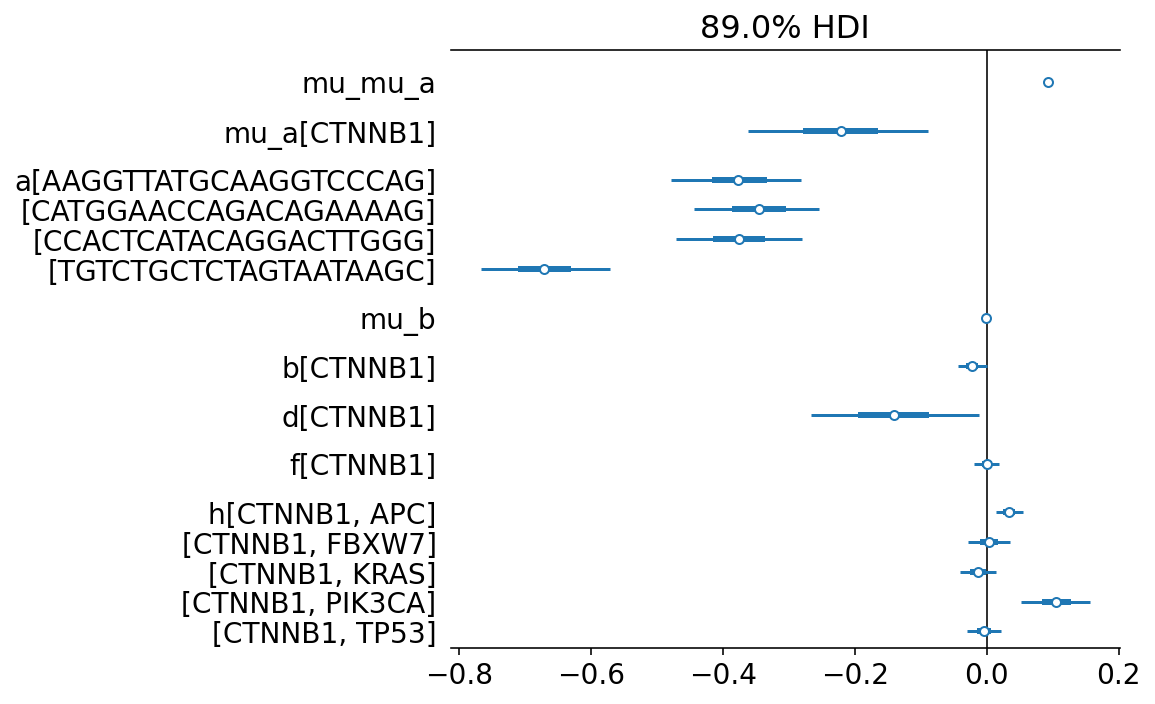 89.0% HDI
mu_mu_a
mu_a[CTNNB1]
a[AAGGTTATGCAAGGTCCCAG]
[CATGGAACCAGACAGAAAAG]
[CCACTCATACAGGACTTGGG]
[TGTCTGCTCTAGTAATAAGC]
mu_b
b[CTNNB1]
d[CTNNB1]
f[CTNNB1]
h[CTNNB1, APC]
[CTNNB1, FBXW7]
[CTNNB1, KRAS]
[CTNNB1, PIK3CA]
[CTNNB1, TP53]
−0.8 −0.6 −0.4 −0.2 0.0 0.2